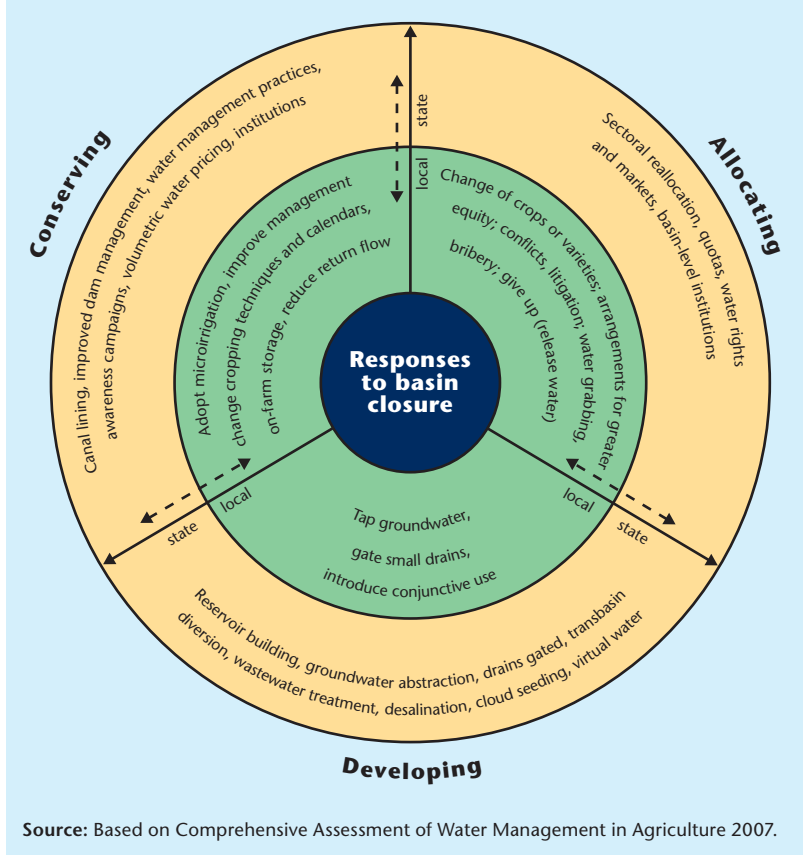 Conserving
Canal lining, improved dam management, water management practices,
awareness campaigns, volumetric water pricing, institutions
Adopt microirrigation, improve management
change cropping techniques and calendars,
on-farm storage, reduce return flow
state
local
Allocating
Sectoral reallocation, quotas, water rights
and markets, basin-level institutions
Change of crops or varieties; arrangements for greater
equity; conflicts, litigation; water grabbing,
bribery; give up (release water)
Responses
to basin
closure
local
state
local
state
Tap groundwater,
gate small drains,
introduce conjunctive use
Reservoir building, groundwater abstraction, drains gated, transbasin
diversion, wastewater treatment, desalination, cloud seeding, virtual water
Developing
Source: Based on Comprehensive Assessment of Water Management in Agriculture 2007.